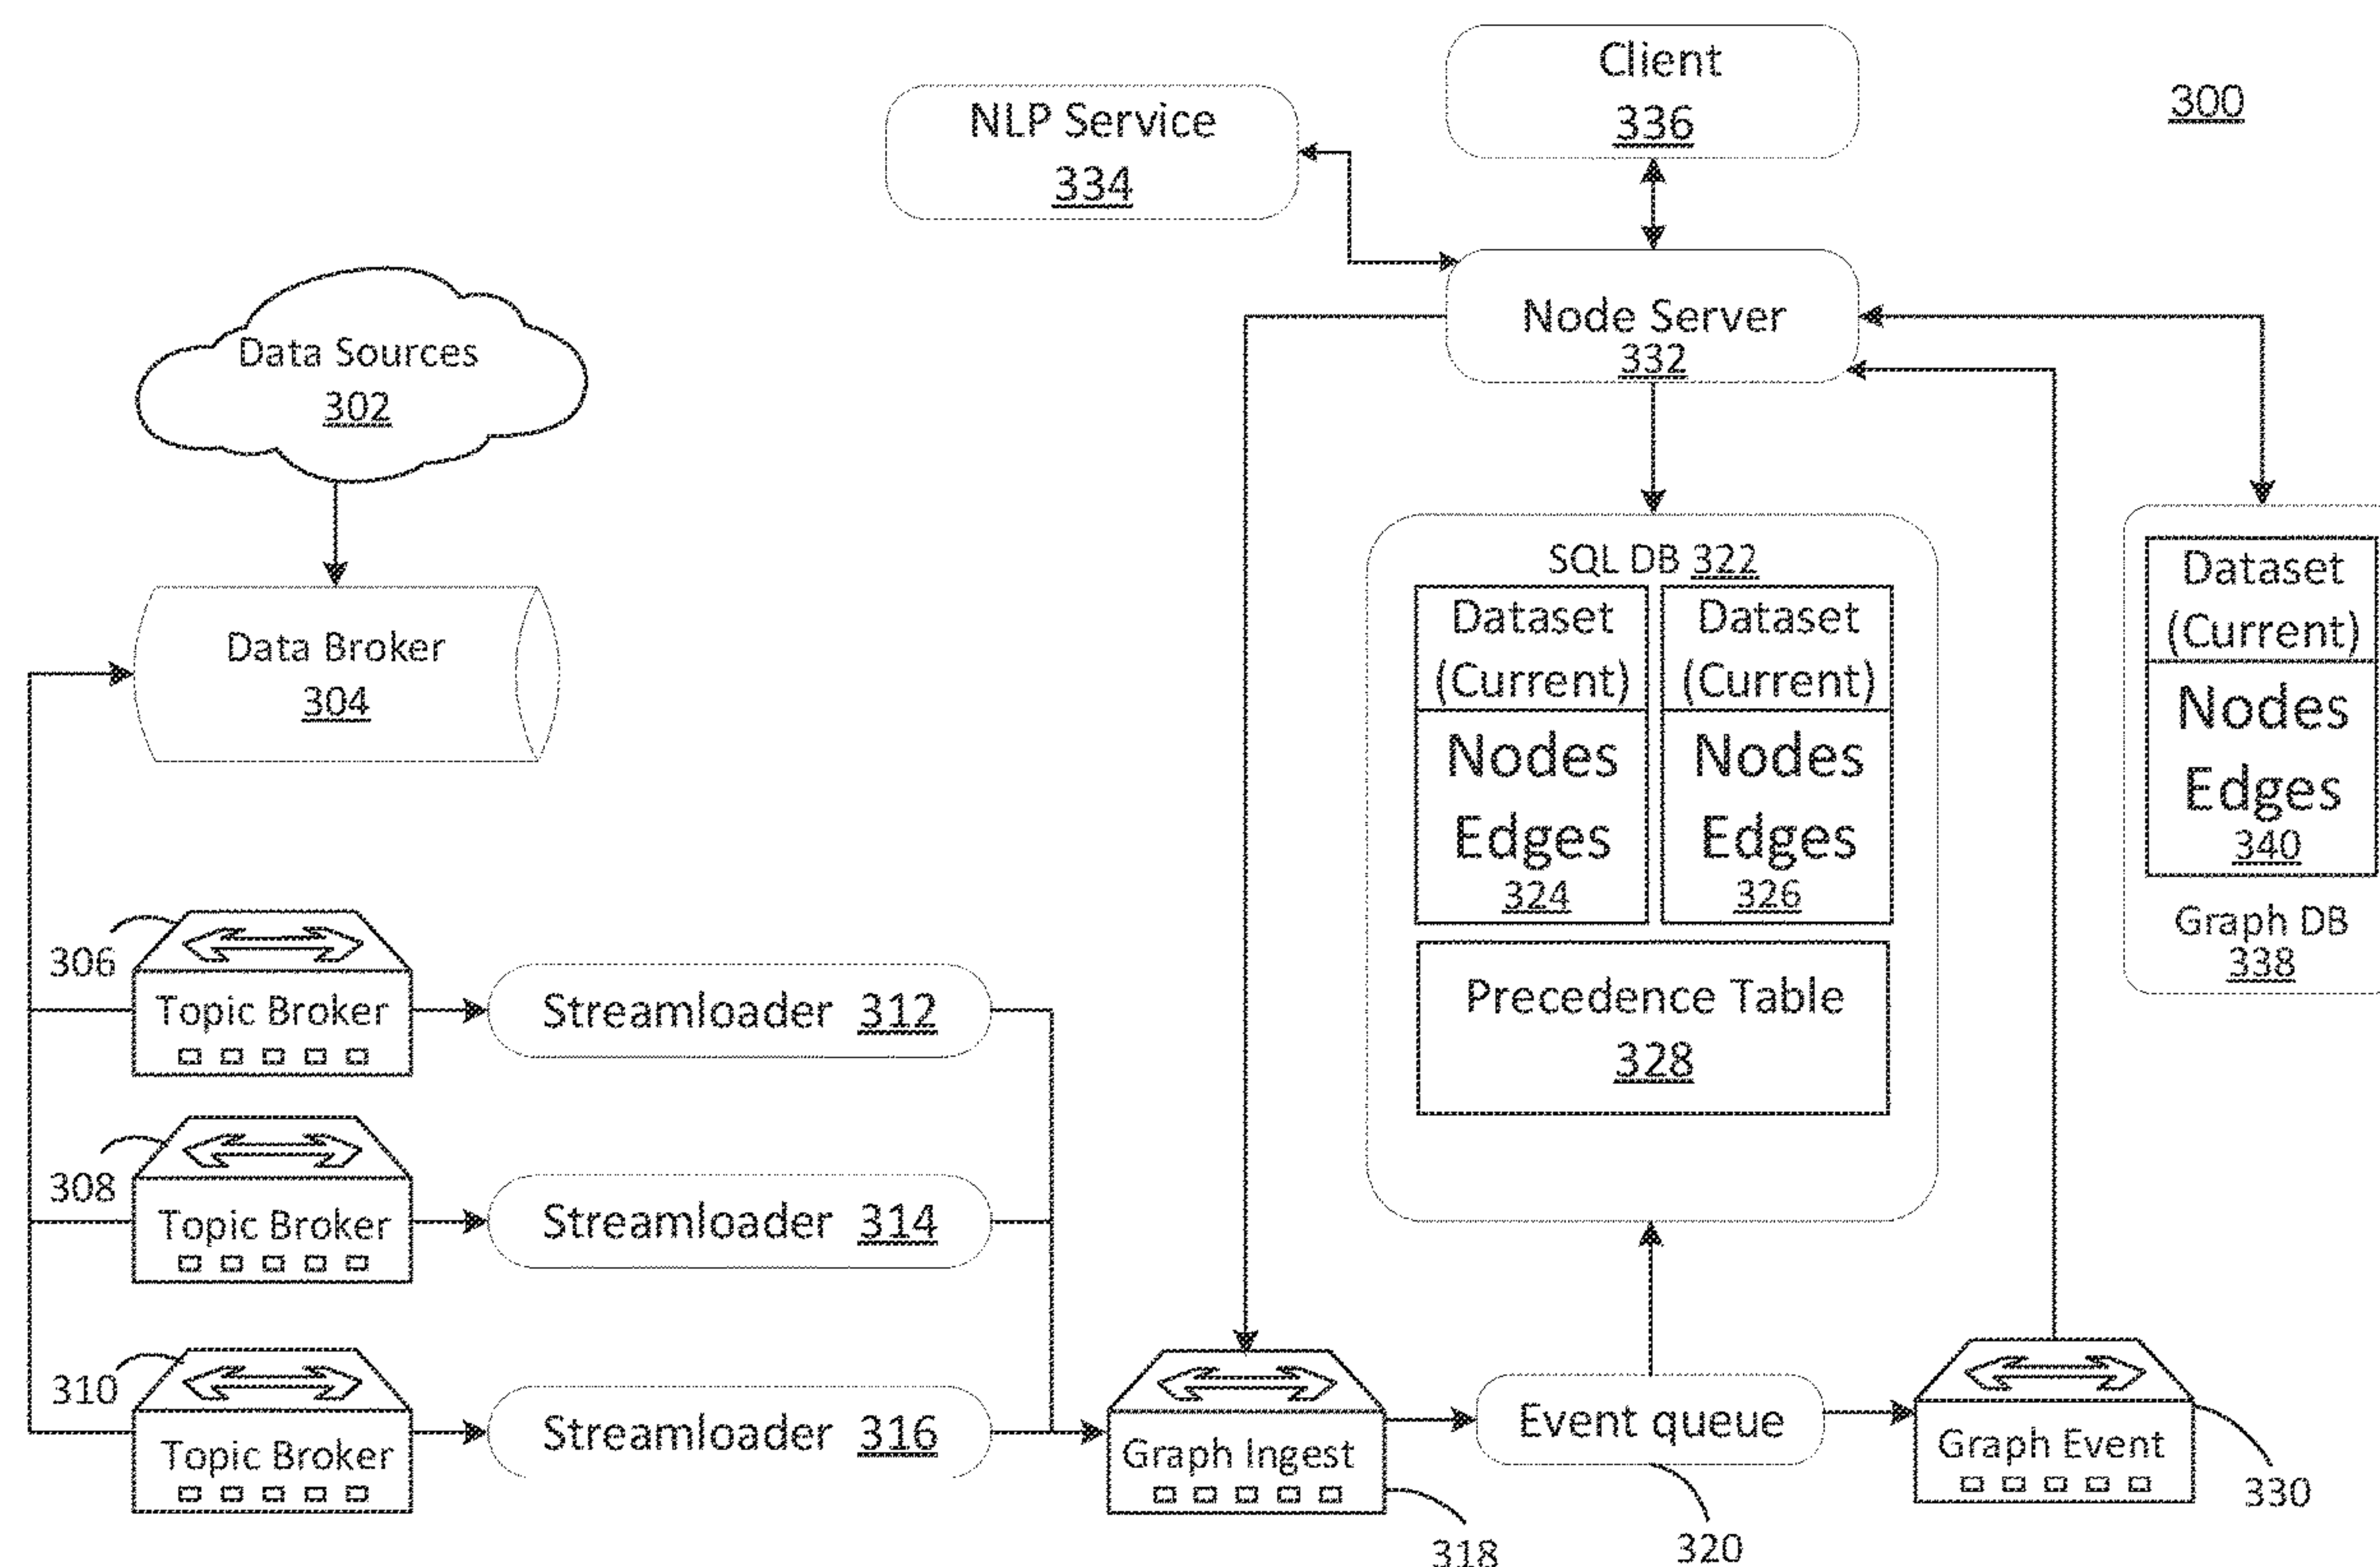 Client
336
300
NLP Service
334
Node Server
332
Data Sources
302
Data Broker
304
SQL DB 322
Dataset
(Current)
Nodes
Edges
324
Dataset
(Current)
Nodes
Edges
326
Precedence Table
328
Dataset
(Current)
Nodes
Edges
340
Graph DB
338
306
Topic Broker
Streamloader 312
308
Topic Broker
Streamloader 314
310
Topic Broker
Streamloader 316
Graph Ingest
318
Event queue
320
Graph Event
330